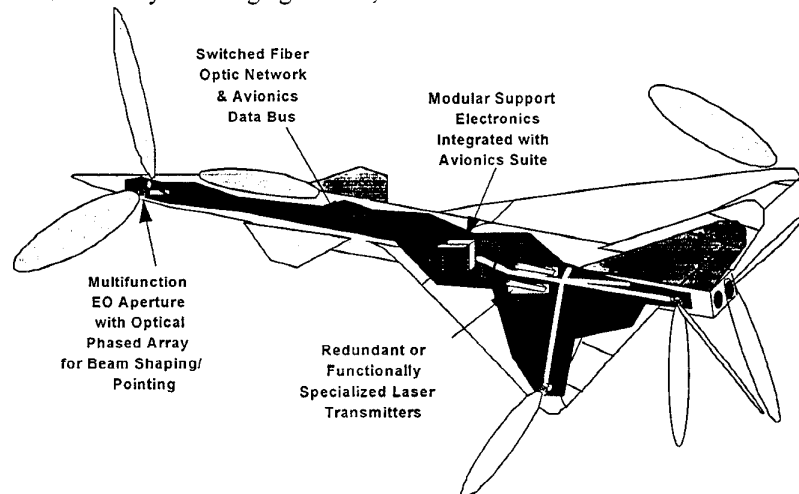 Switched Fiber
Optic Network
& Avionics
Data Bus
Modular Support
Electronics
Integrated with
Avionics Suite
Multifunction
EO Aperture
with Optical
Phased Array
for Beam Shaping/
Pointing
Redundant or
Functionally
Specialized Laser
Transmitters